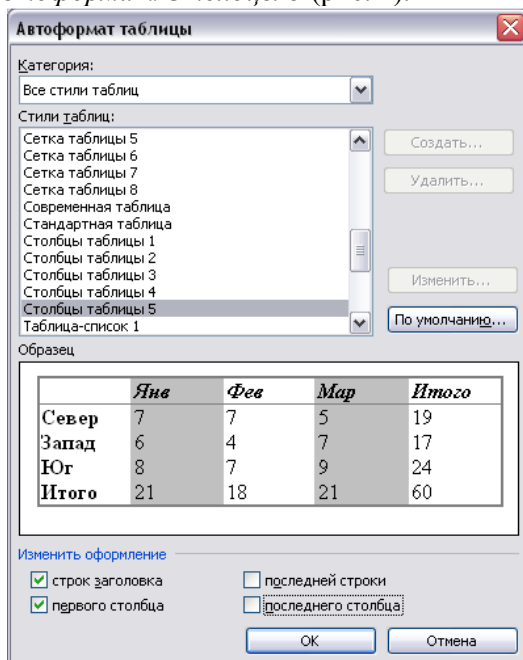 Автоформат таблицы
Категория:
Все стили таблиц
Стили таблиц:
Сетка таблицы 5
Сетка таблицы 6
Сетка таблицы 7
Сетка таблицы 8
Современная таблица
Стандартная таблица
Столбцы таблицы 1
Столбцы таблицы 2
Столбцы таблицы 3
Столбцы таблицы 4
Столбцы таблицы 5
Таблица-список 1
Создать...
Удалить...
Изменить...
По умолчанию...
Образец
Янв Фев Мар Итого
Север 7 7 5 19
Запад 6 4 7 17
Юг 8 7 9 24
Итого 21 18 21 60
Изменить оформление
строк заголовка
последней строки
первого столбца
последнего столбца
ОК
Отмена